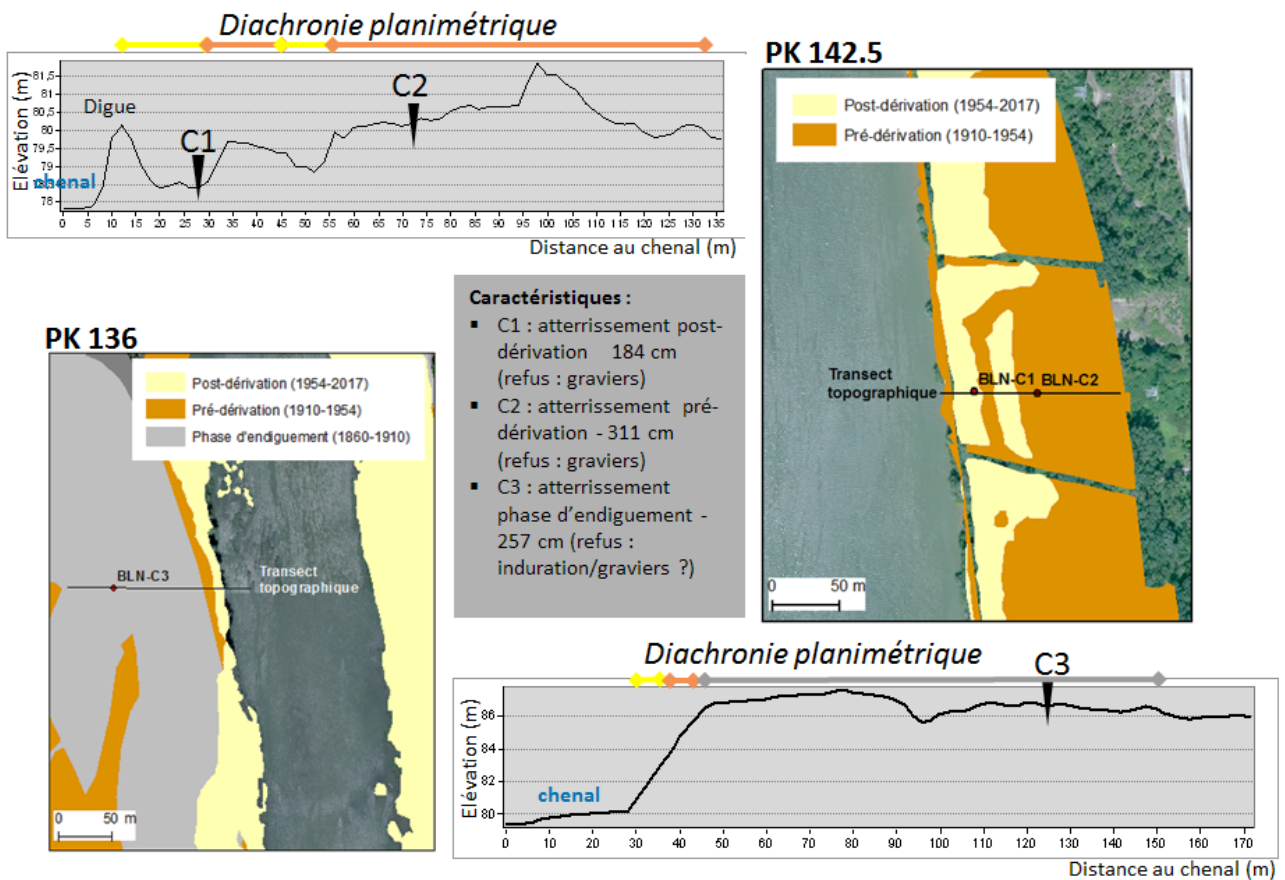 Diachronie planimétrique
Elévation (m)
81,5
81
80,5
80
79,5
79
78,5
78
Digue
C1
C2
chenal
0 5 10 15 20 25 30 35 40 45 50 55 60 65 70 75 80 85 90 95 100 105 110 115 120 125 130 135
Distance au chenal (m)
PK 142.5
Post-dérivation (1954-2017)
Pré-dérivation (1910-1954)
Transect
topographique
BLN-C1 BLN-C2
0 50 m
Caractéristiques :
▪ C1 : atterrissement post-
dérivation 184 cm
(refus : graviers)
▪ C2 : atterrissement pré-
dérivation - 311 cm
(refus : graviers)
▪ C3 : atterrissement
phase d'endiguement -
257 cm (refus :
induration/graviers ?)
PK 136
Post-dérivation (1954-2017)
Pré-dérivation (1910-1954)
Phase d'endiguement (1860-1910)
BLN-C3
Transect
topographique
0 50 m
Diachronie planimétrique
C3
Elévation (m)
86
84
82
80
chenal
0 10 20 30 40 50 60 70 80 90 100 110 120 130 140 150 160 170
Distance au chenal (m)